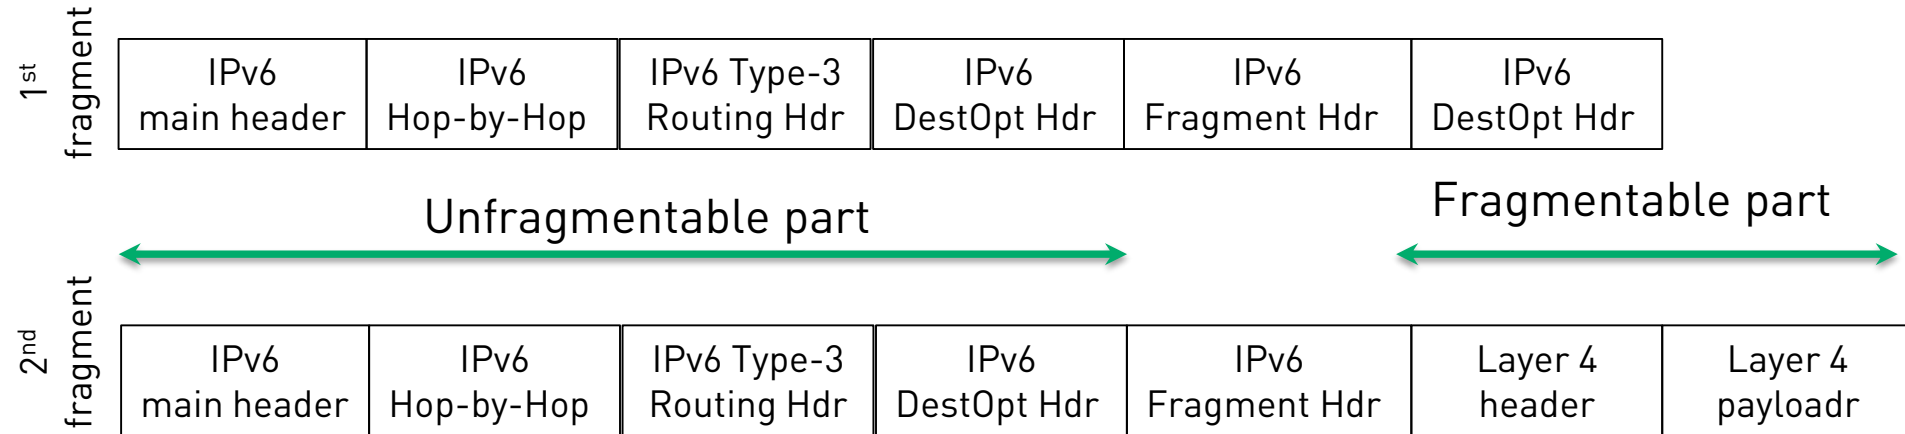 1st
fragment
IPv6
main header
IPv6
Hop-by-Hop
IPv6 Type-3
Routing Hdr
IPv6
DestOpt Hdr
IPv6
Fragment Hdr
IPv6
DestOpt Hdr
Unfragmentable part
Fragmentable part
2nd
fragment
IPv6
main header
IPv6
Hop-by-Hop
IPv6 Type-3
Routing Hdr
IPv6
DestOpt Hdr
IPv6
Fragment Hdr
Layer 4
header
Layer 4
payloadr